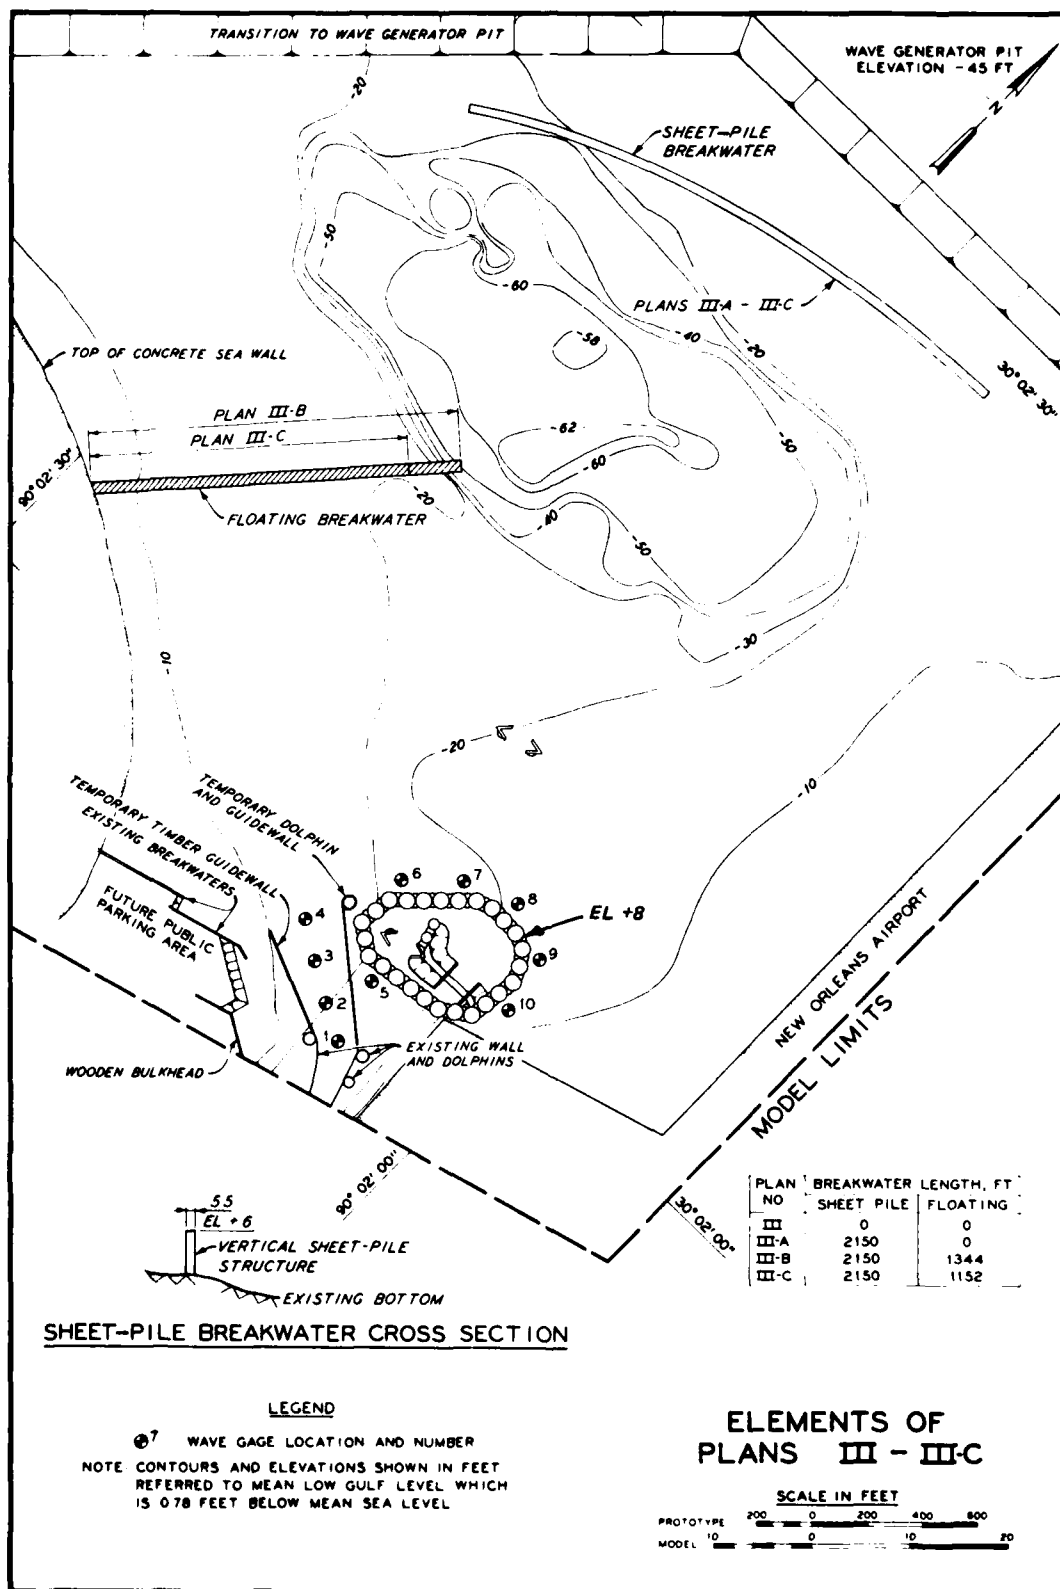 TRANSITION TO WAVE GENERATOR PIT
WAVE GENERATOR PIT
ELEVATION -45 FT
N
-20
SHEET-PILE
BREAKWATER
-50
-60
PLANS III-A - III-C
-58
-40
-20
30° 02' 30"
TOP OF CONCRETE SEA WALL
PLAN III-B
PLAN III-C
-62
-60
-50
90° 02' 30"
-20
FLOATING BREAKWATER
-40
-50
-30
-10
-20
-10
TEMPORARY DOLPHIN
AND GUIDEWALL
TEMPORARY TIMBER GUIDEWALL
EXISTING BREAKWATERS
FUTURE PUBLIC
PARKING AREA
6
7
8
4
EL +8
3
9
5
2
10
1
EXISTING WALL
AND DOLPHINS
WOODEN BULKHEAD
NEW ORLEANS AIRPORT
MODEL LIMITS
90° 02' 00"
30° 02' 00"
PLAN NO
BREAKWATER LENGTH, FT
SHEET PILE FLOATING
III 0 0
III-A 2150 0
III-B 2150 1344
III-C 2150 1152
5.5
EL + 6
VERTICAL SHEET-PILE
STRUCTURE
EXISTING BOTTOM
SHEET-PILE BREAKWATER CROSS SECTION
LEGEND
7 WAVE GAGE LOCATION AND NUMBER
NOTE CONTOURS AND ELEVATIONS SHOWN IN FEET
REFERRED TO MEAN LOW GULF LEVEL WHICH
IS 0.78 FEET BELOW MEAN SEA LEVEL
ELEMENTS OF
PLANS III - III-C
SCALE IN FEET
PROTOTYPE 200 0 200 400 600
MODEL 10 0 10 20